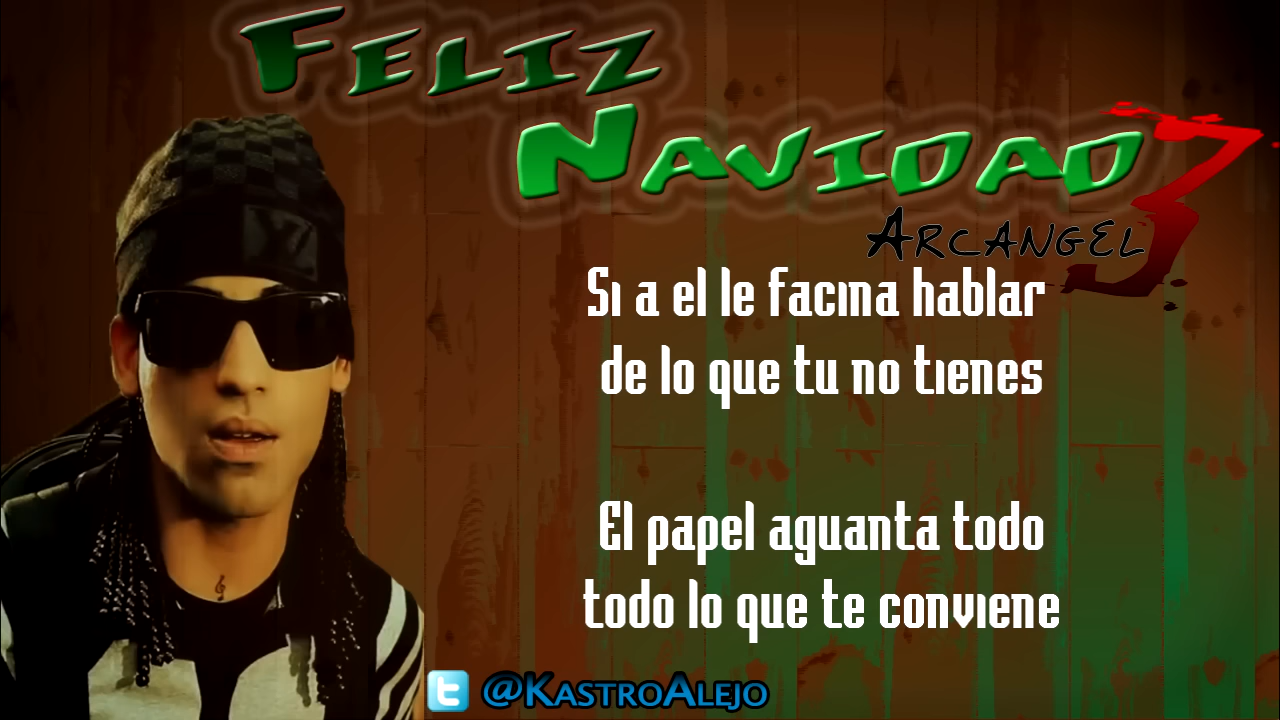 Feliz
Navidad 3
Arcangel
Si a el le facina hablar
de lo que tu no tienes
El papel aguanta todo
todo lo que te conviene
@KastroAlejo